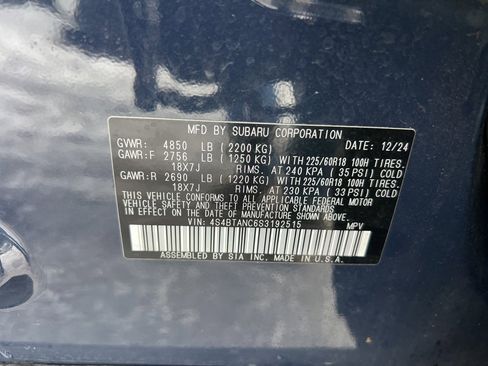 MFD BY SUBARU CORPORATION
GVWR: 4850 LB ( 2200 KG) DATE: 12/24
GAWR:F 2756 LB ( 1250 KG) WITH 225/60R18 100H TIRES.
18X7J RIMS. AT 240 KPA ( 35 PSI) COLD
GAWR:R 2690 LB ( 1220 KG) WITH 225/60R18 100H TIRES.
18X7J RIMS. AT 230 KPA ( 33 PSI) COLD
THIS VEHICLE CONFORMS TO ALL APPLICABLE FEDERAL MOTOR
VEHICLE SAFETY STANDARDS IN EFFECT ON THE DATE OF
MANUFACTURE SHOWN ABOVE.
VIN: 4S4BTANC6S3192515 MPV
ASSEMBLED BY SIA INC. MADE IN U.S.A.